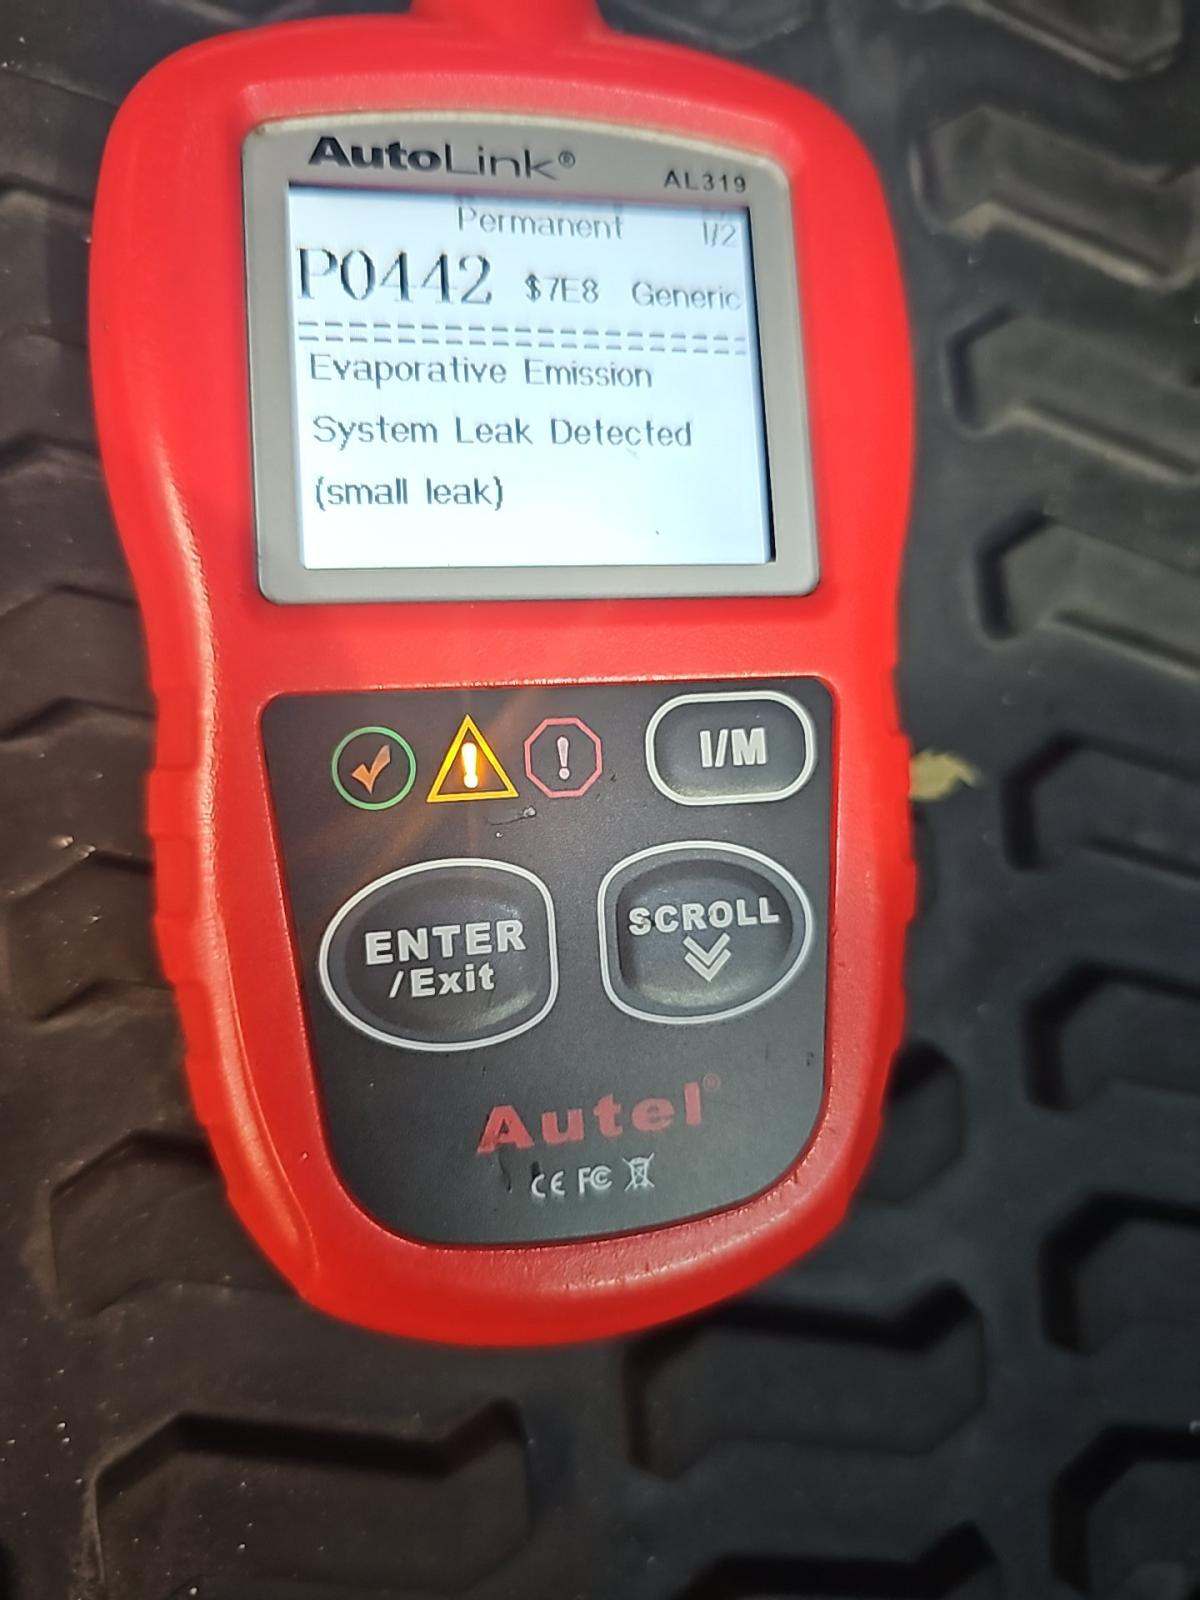 AutoLink®
AL319
Permanent 1/2
P0442 $7E8 Generic
Evaporative Emission
System Leak Detected
(small leak)
I/M
ENTER
/Exit
SCROLL
Autel®
CE FC